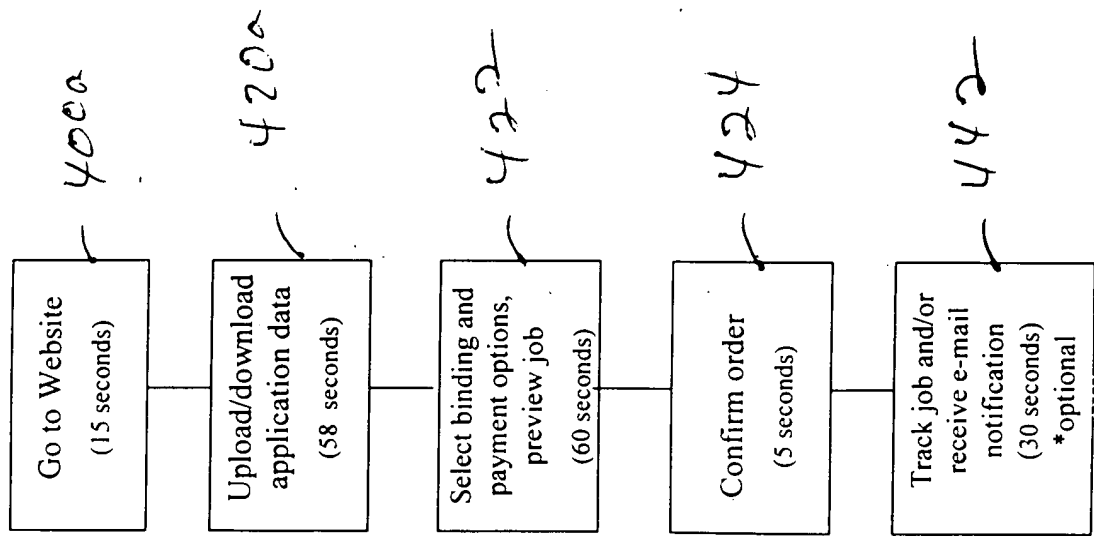 Go to Website
(15 seconds)
400a
Upload/download
application data
(58 seconds)
420a
Select binding and
payment options,
preview job
(60 seconds)
422
Confirm order
(5 seconds)
424
Track job and/or
receive e-mail
notification
(30 seconds)
*optional
442